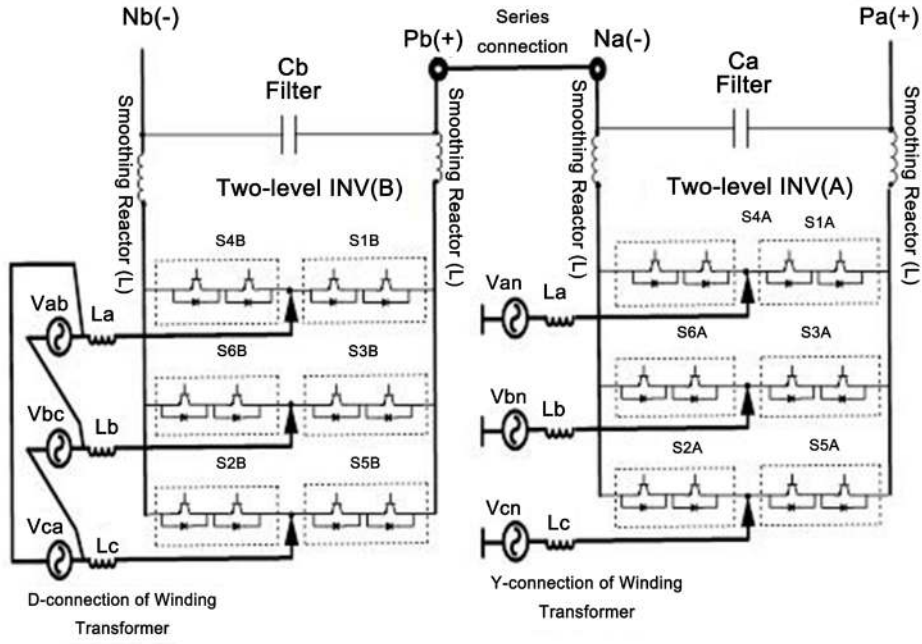 Nb(-)
Pb(+)
Series
connection
Na(-)
Pa(+)
Cb
Filter
Ca
Filter
Smoothing Reactor (L)
Smoothing Reactor (L)
Smoothing Reactor (L)
Smoothing Reactor (L)
Two-level INV(B)
Two-level INV(A)
S4B
S1B
S4A
S1A
Vab
La
Van
La
S6B
S3B
S6A
S3A
Vbc
Lb
Vbn
Lb
S2B
S5B
S2A
S5A
Vca
Lc
Vcn
Lc
D-connection of Winding
Transformer
Y-connection of Winding
Transformer